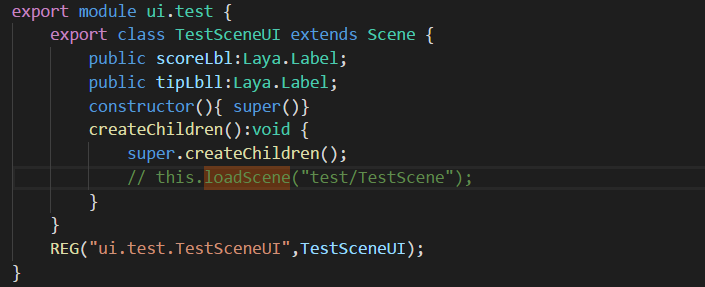 export module ui.test {
    export class TestSceneUI extends Scene {
        public scoreLbl:Laya.Label;
        public tipLbll:Laya.Label;
        constructor(){ super()}
        createChildren():void {
            super.createChildren();
            // this.loadScene("test/TestScene");
        }
    }
    REG("ui.test.TestSceneUI",TestSceneUI);
}